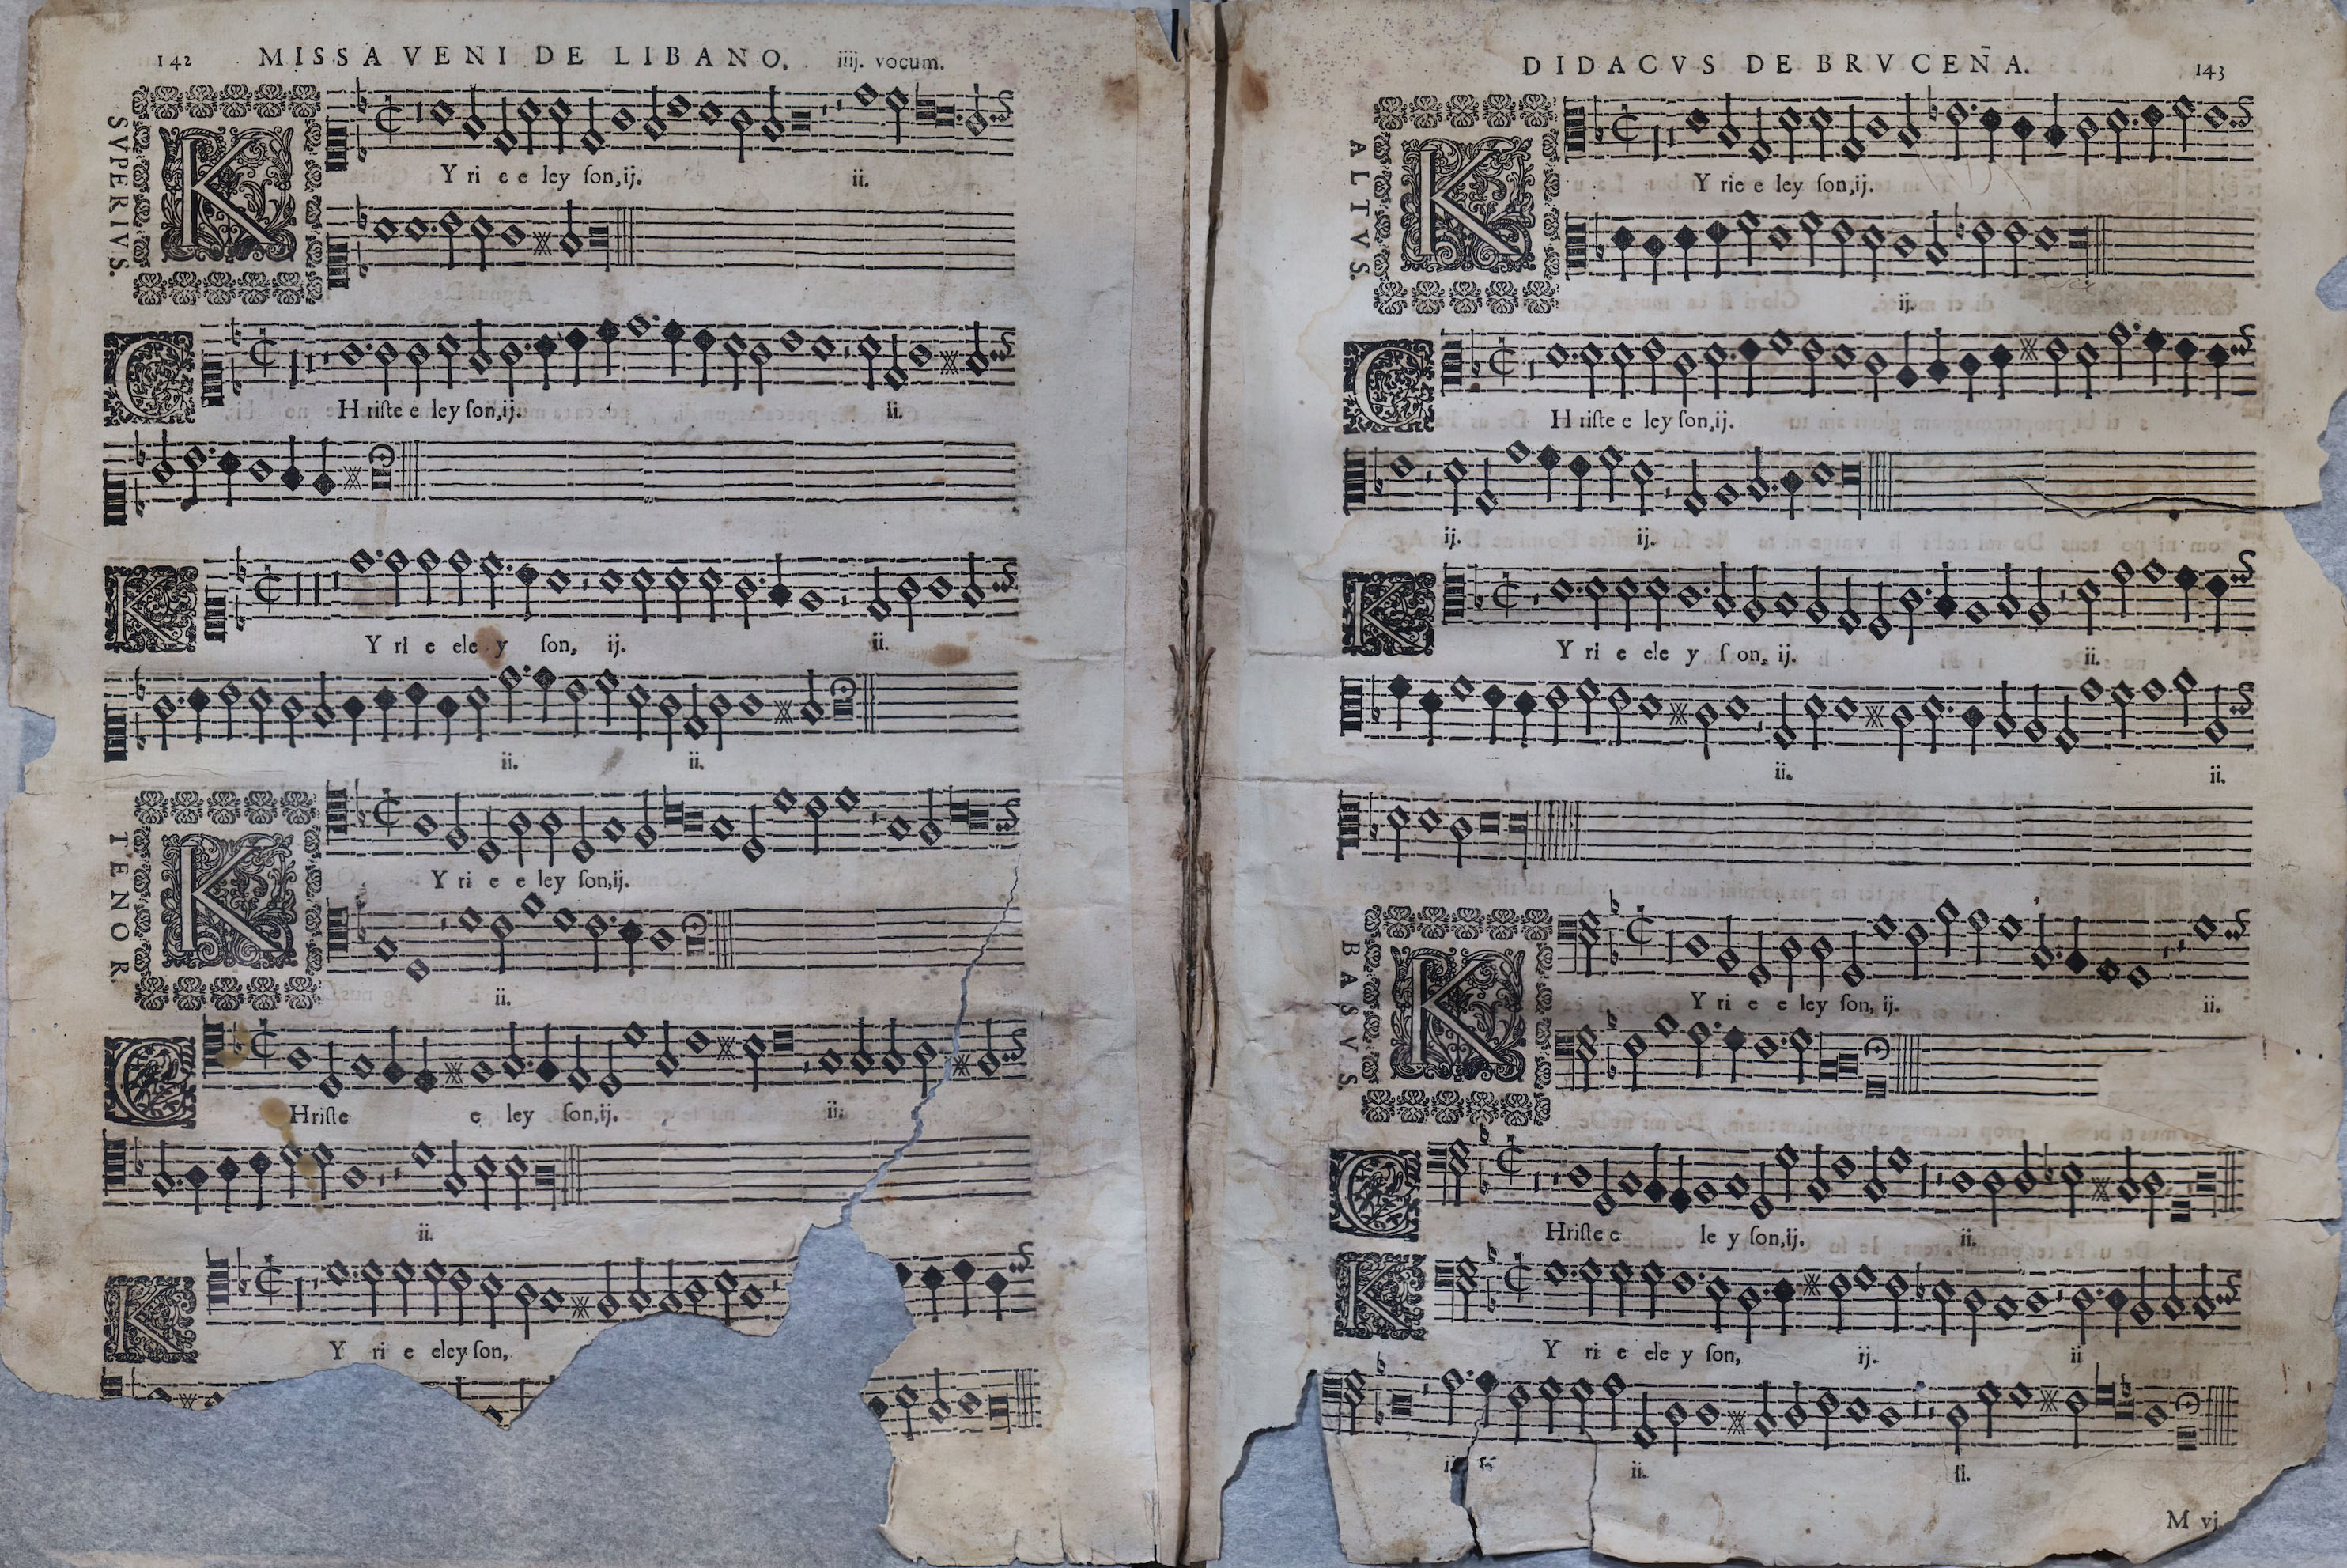 142 MISSA VENI DE LIBANO. iiij. vocum.
SVPERIVS.
K Y ri e e ley ſon,ij. ii.
C H riſte e ley ſon,ij. ii.
K Y ri e ele y ſon, ij. ii.
ii. ii.
TENOR
K Y ri e e ley ſon,ij.
ii.
C Hriſte e ley ſon,ij. ii.
ii.
K Y ri e eley ſon,
DIDACVS DE BRVCEÑA. 143
ALTVS.
K Y rie e ley ſon,ij.
ij.
C H riſte e ley ſon,ij.
ij. ij.
K Y ri e ele y ſ on, ij. ii.
ii. ii.
BASVS.
K Y ri e e ley ſon, ij. ii.
C Hriſte e le y ſon,ij. ii.
K Y ri e ele y ſon, ij. ii
ii. ii.
M vj.